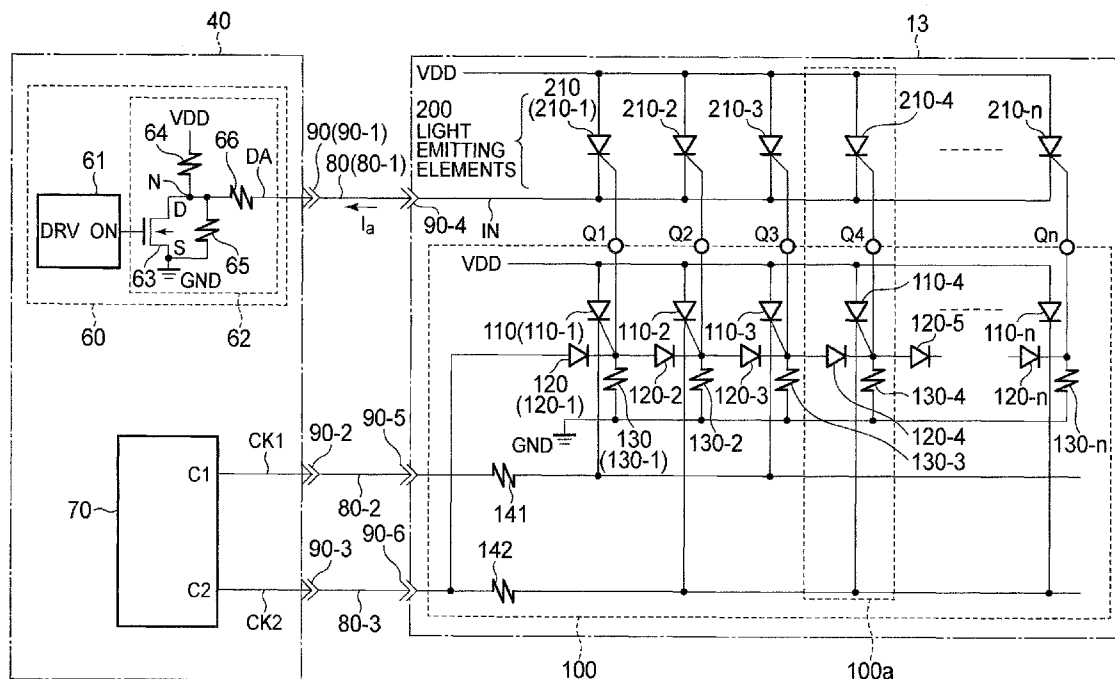 40
13
VDD
210
(210-1)
200
LIGHT
EMITTING
ELEMENTS
210-2
210-3
210-4
210-n
VDD
64
66
DA
90(90-1)
80(80-1)
61
N
D
DRV ON
S
63
65
GND
Ia
90-4
IN
Q1
Q2
Q3
Q4
Qn
VDD
110-4
60
62
110(110-1)
110-2
110-3
120-5
110-n
120
(120-1)
120-2
120-3
130-4
120-n
GND
130
(130-1)
130-2
120-4
130-3
130-n
C1
CK1
90-2
90-5
80-2
141
70
90-3
90-6
142
C2
CK2
80-3
100
100a